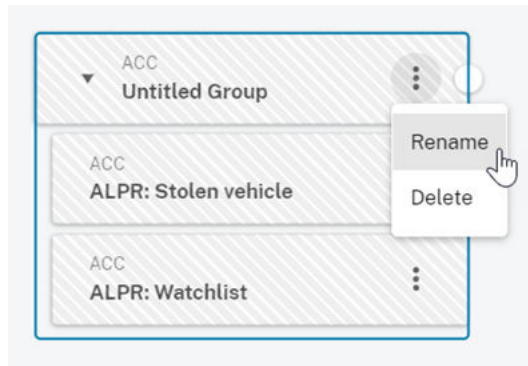 ACC
Untitled Group
Rename
ACC
ALPR: Stolen vehicle
Delete
ACC
ALPR: Watchlist